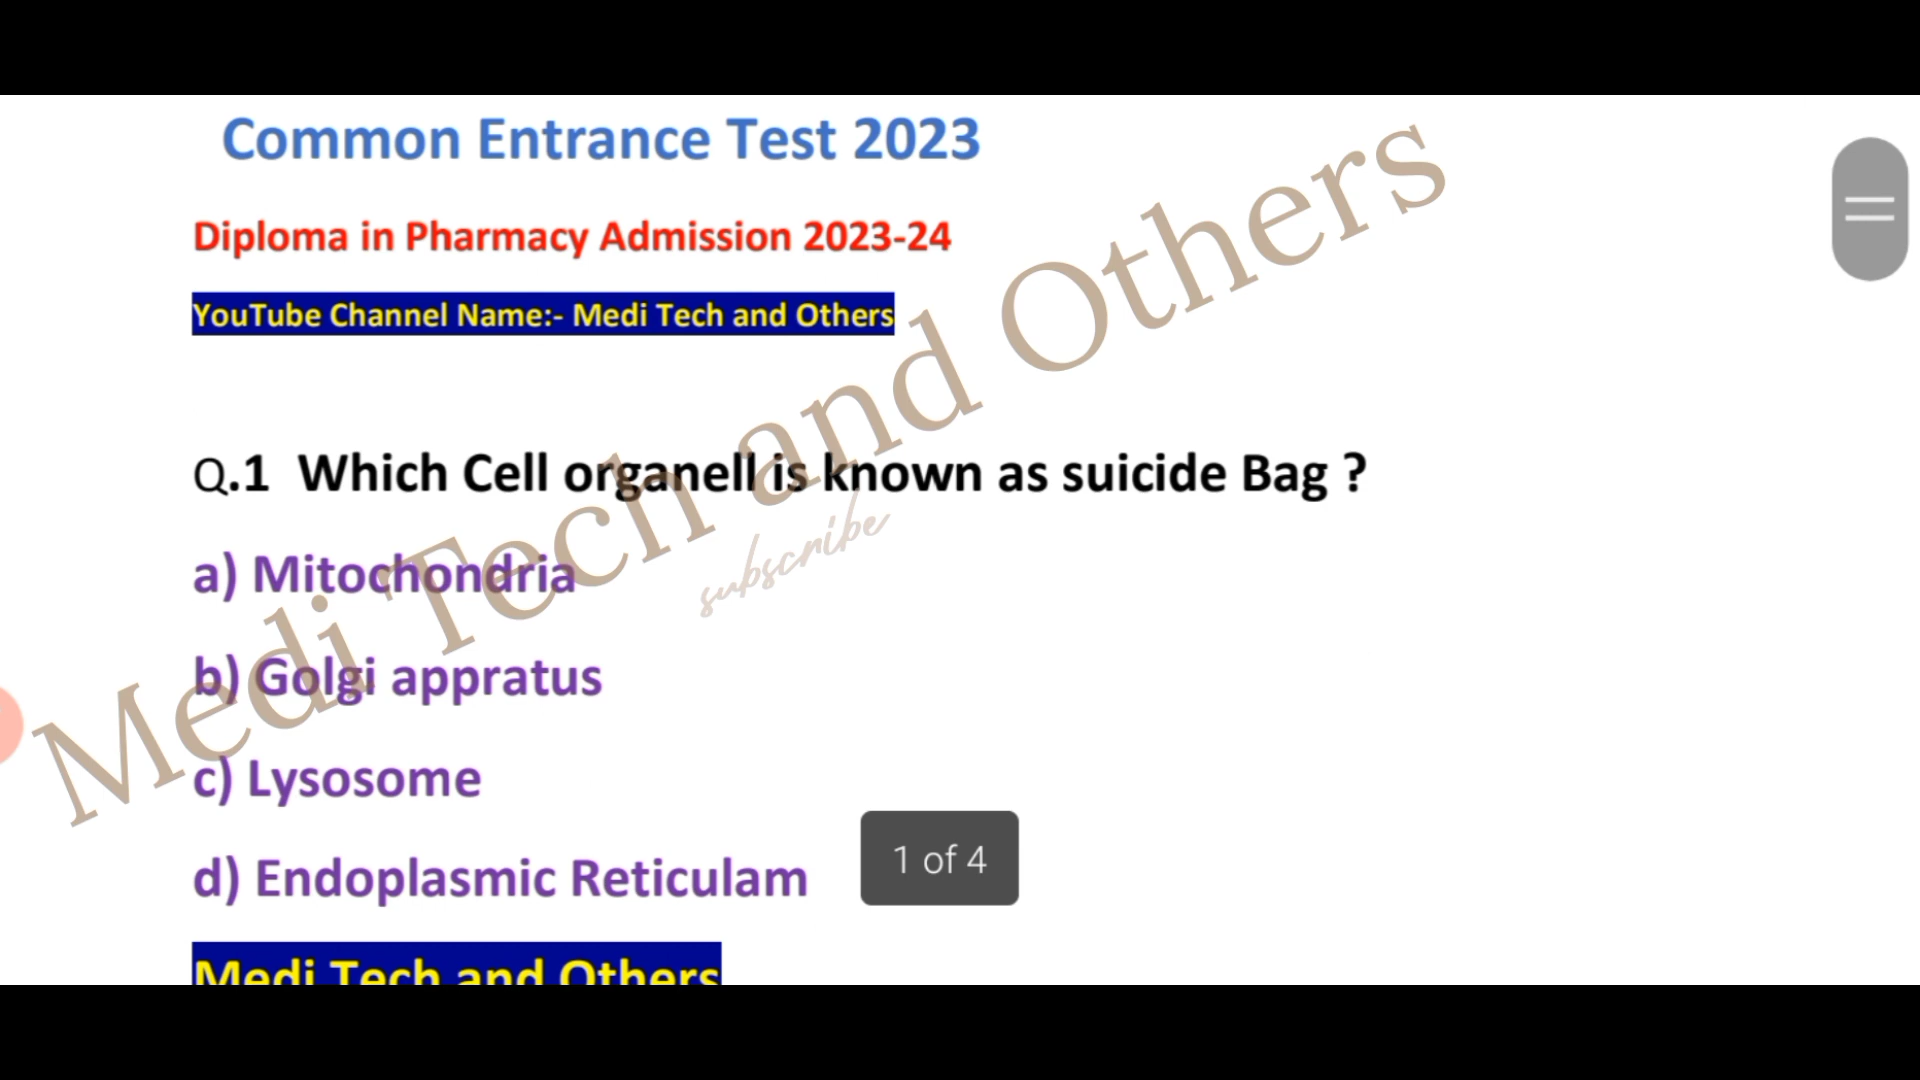 Common Entrance Test 2023
Diploma in Pharmacy Admission 2023-24
YouTube Channel Name:- Medi Tech and Others
Q.1 Which Cell organell is known as suicide Bag ?
a) Mitochondria
b) Golgi appratus
c) Lysosome
d) Endoplasmic Reticulam
1 of 4
Medi Tech and Others
Medi Tech and Others
subscribe